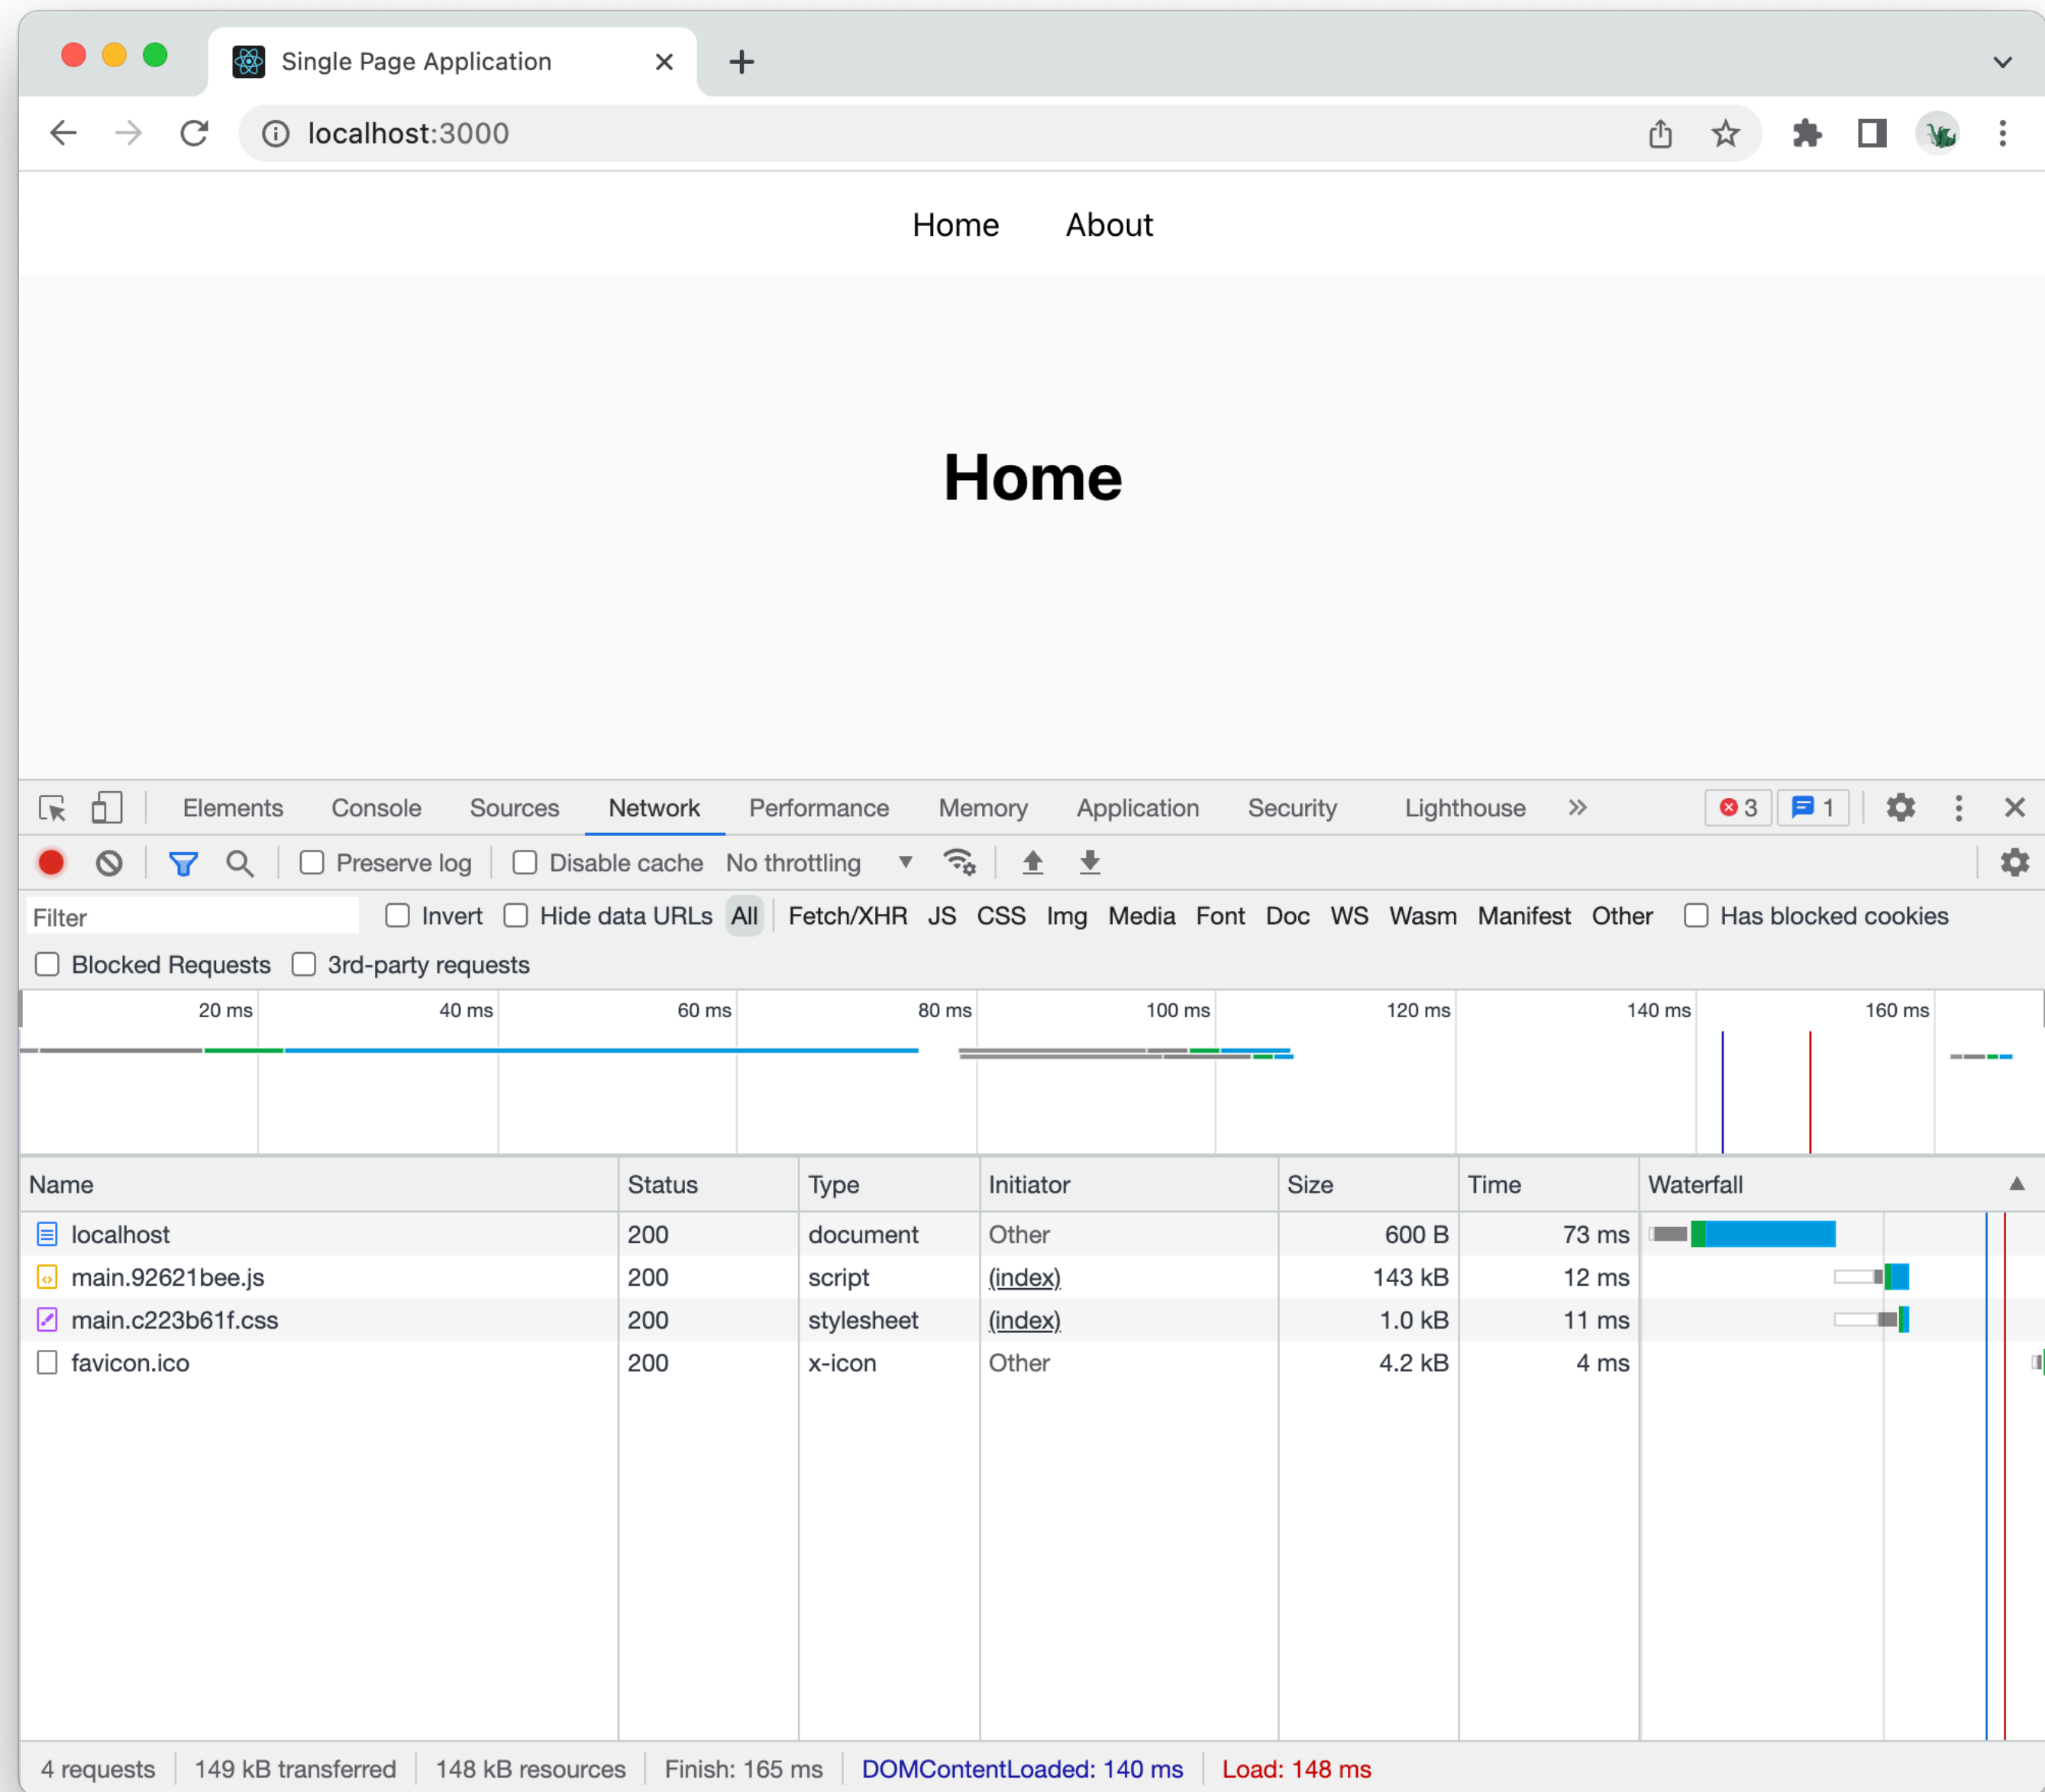 Single Page Application
localhost:3000
Home About
Home
Elements Console Sources Network Performance Memory Application Security Lighthouse 3 1
Preserve log Disable cache No throttling
Filter Invert Hide data URLs All Fetch/XHR JS CSS Img Media Font Doc WS Wasm Manifest Other Has blocked cookies
Blocked Requests 3rd-party requests
20 ms 40 ms 60 ms 80 ms 100 ms 120 ms 140 ms 160 ms
Name Status Type Initiator Size Time Waterfall
localhost 200 document Other 600 B 73 ms
main.92621bee.js 200 script (index) 143 kB 12 ms
main.c223b61f.css 200 stylesheet (index) 1.0 kB 11 ms
favicon.ico 200 x-icon Other 4.2 kB 4 ms
4 requests 149 kB transferred 148 kB resources Finish: 165 ms DOMContentLoaded: 140 ms Load: 148 ms